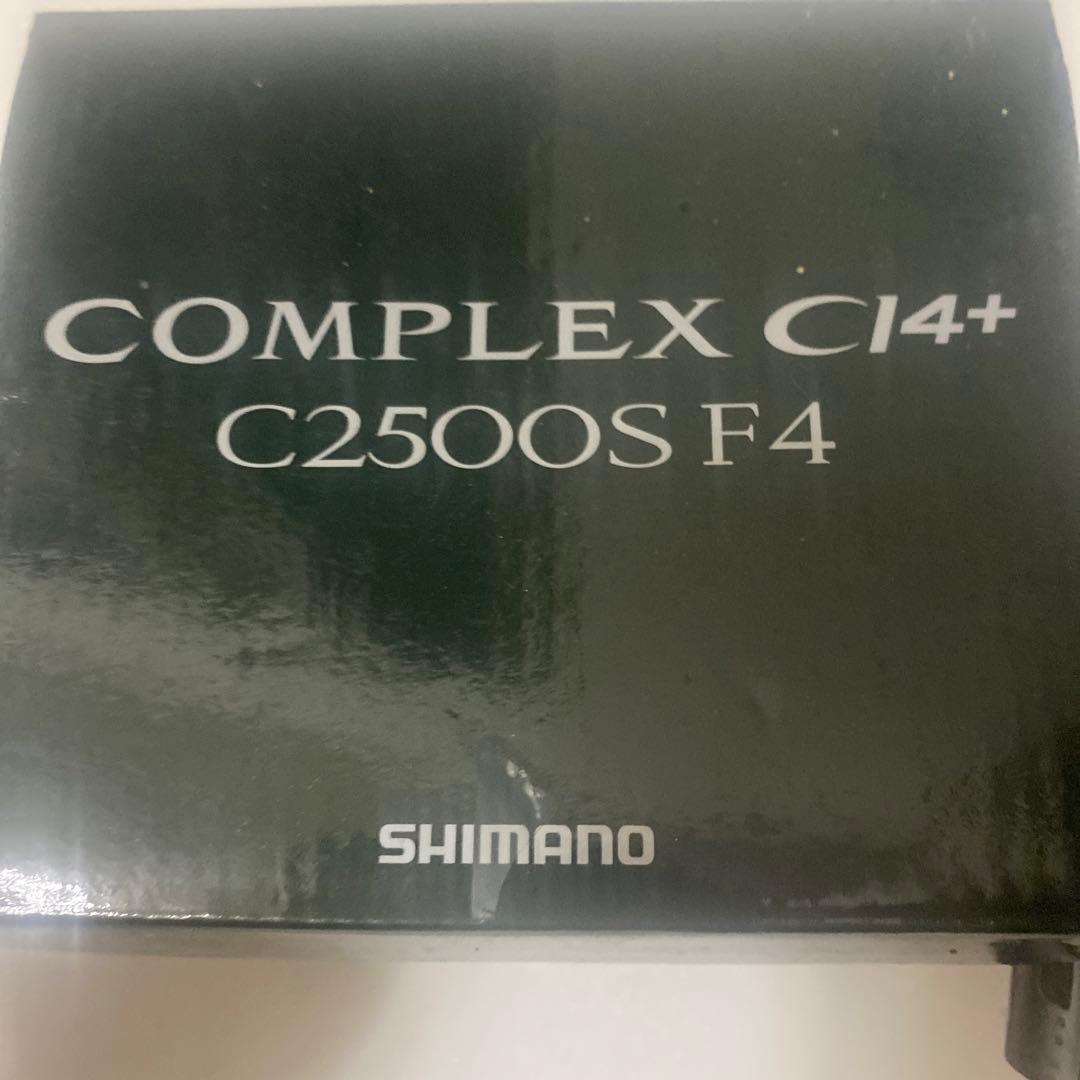 COMPLEX CI4+
C2500S F4
SHIMANO